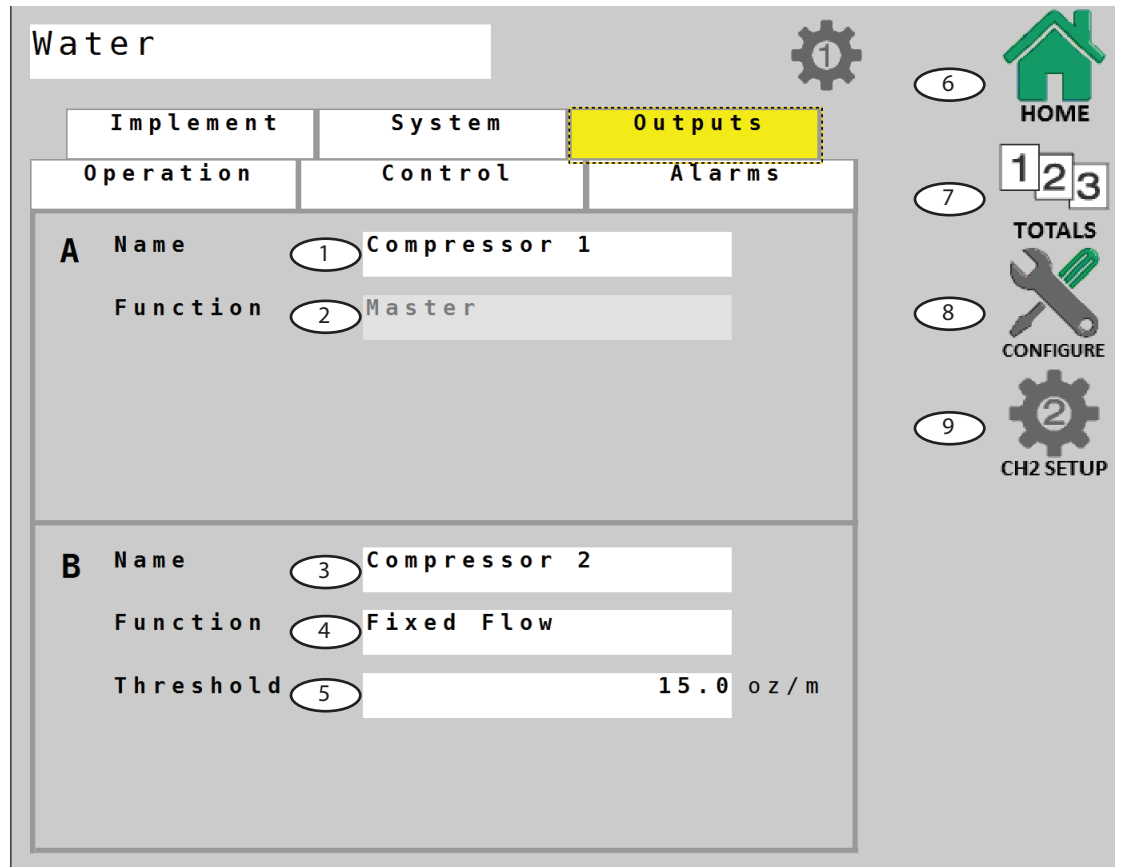 Water
1
Implement System Outputs
Operation Control Alarms
A Name 1 Compressor 1
Function 2 Master
B Name 3 Compressor 2
Function 4 Fixed Flow
Threshold 5 15.0 oz/m
6 HOME
7 1 2 3
TOTALS
8 CONFIGURE
9 2
CH2 SETUP